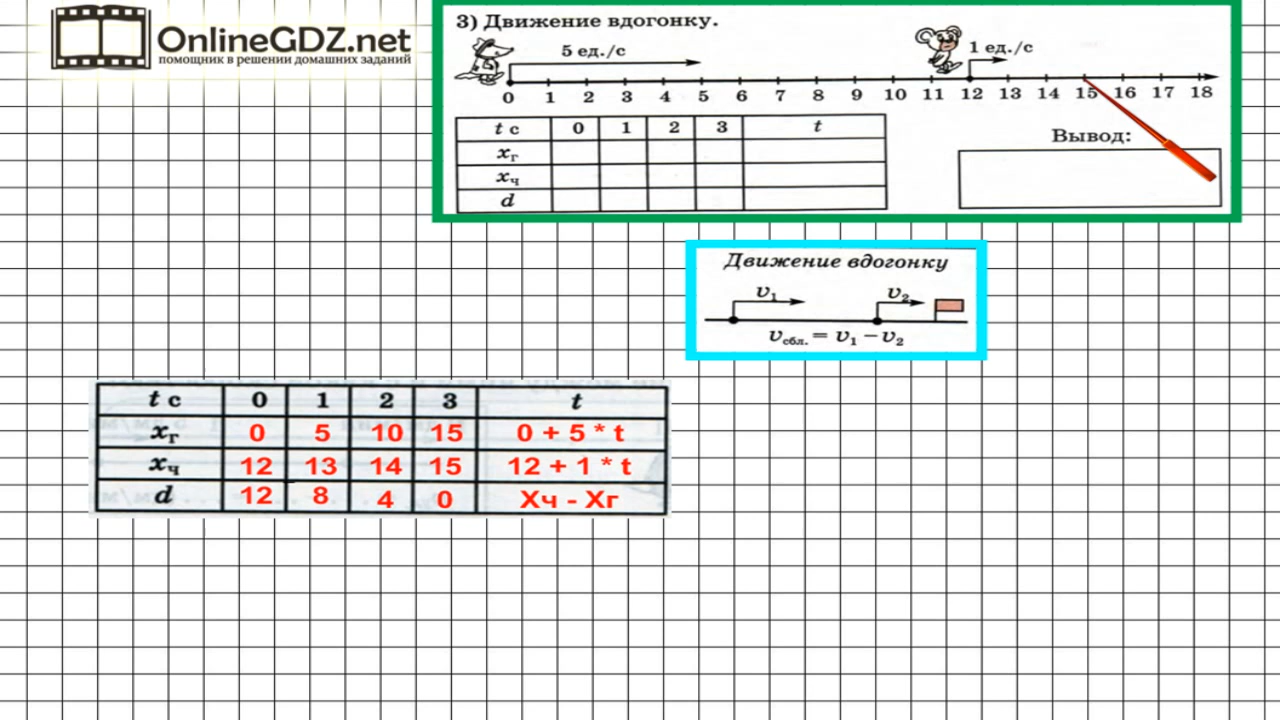 OnlineGDZ.net
помощник в решении домашних заданий
3) Движение вдогонку.
5 ед./с
1 ед./с
0 1 2 3 4 5 6 7 8 9 10 11 12 13 14 15 16 17 18
t с 0 1 2 3 t
xг
xч
d
Вывод:
Движение вдогонку
v1 v2
vсбл. = v1 − v2
t с 0 1 2 3 t
xг 0 5 10 15 0 + 5 * t
xч 12 13 14 15 12 + 1 * t
d 12 8 4 0 Xч - Xг